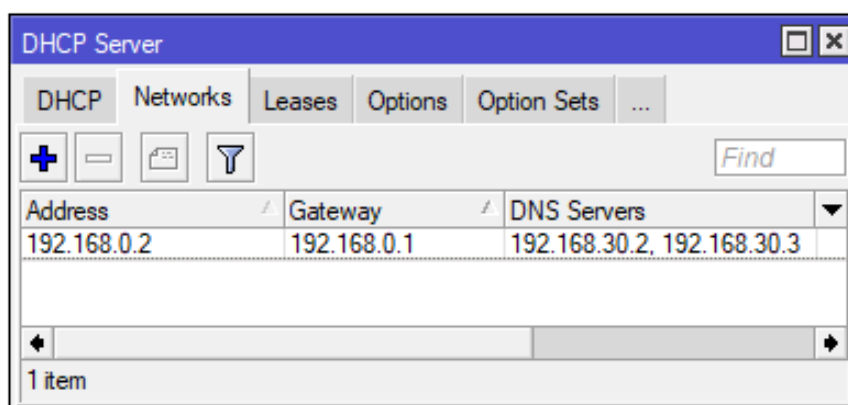 DHCP Server
DHCP Networks Leases Options Option Sets ...
Find
Address Gateway DNS Servers
192.168.0.2 192.168.0.1 192.168.30.2, 192.168.30.3
1 item